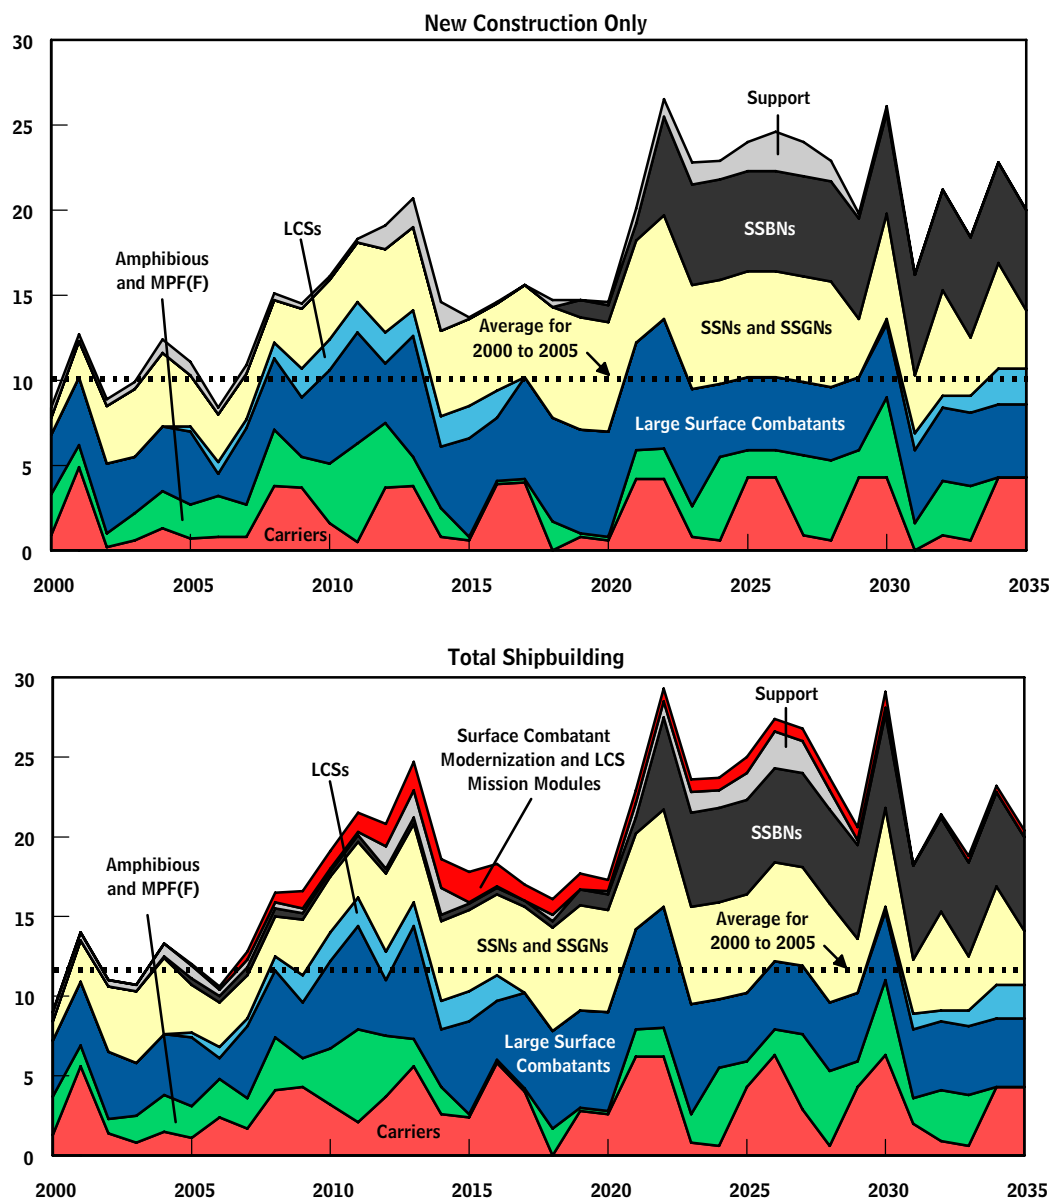 New Construction Only
30
25
20
15
10
5
0
Support
LCSs
SSBNs
Amphibious
and MPF(F)
Average for
2000 to 2005
SSNs and SSGNs
Large Surface Combatants
Carriers
2000 2005 2010 2015 2020 2025 2030 2035
Total Shipbuilding
30
25
20
15
10
5
0
Support
Surface Combatant
Modernization and LCS
Mission Modules
LCSs
SSBNs
Amphibious
and MPF(F)
Average for
2000 to 2005
SSNs and SSGNs
Large Surface
Combatants
Carriers
2000 2005 2010 2015 2020 2025 2030 2035